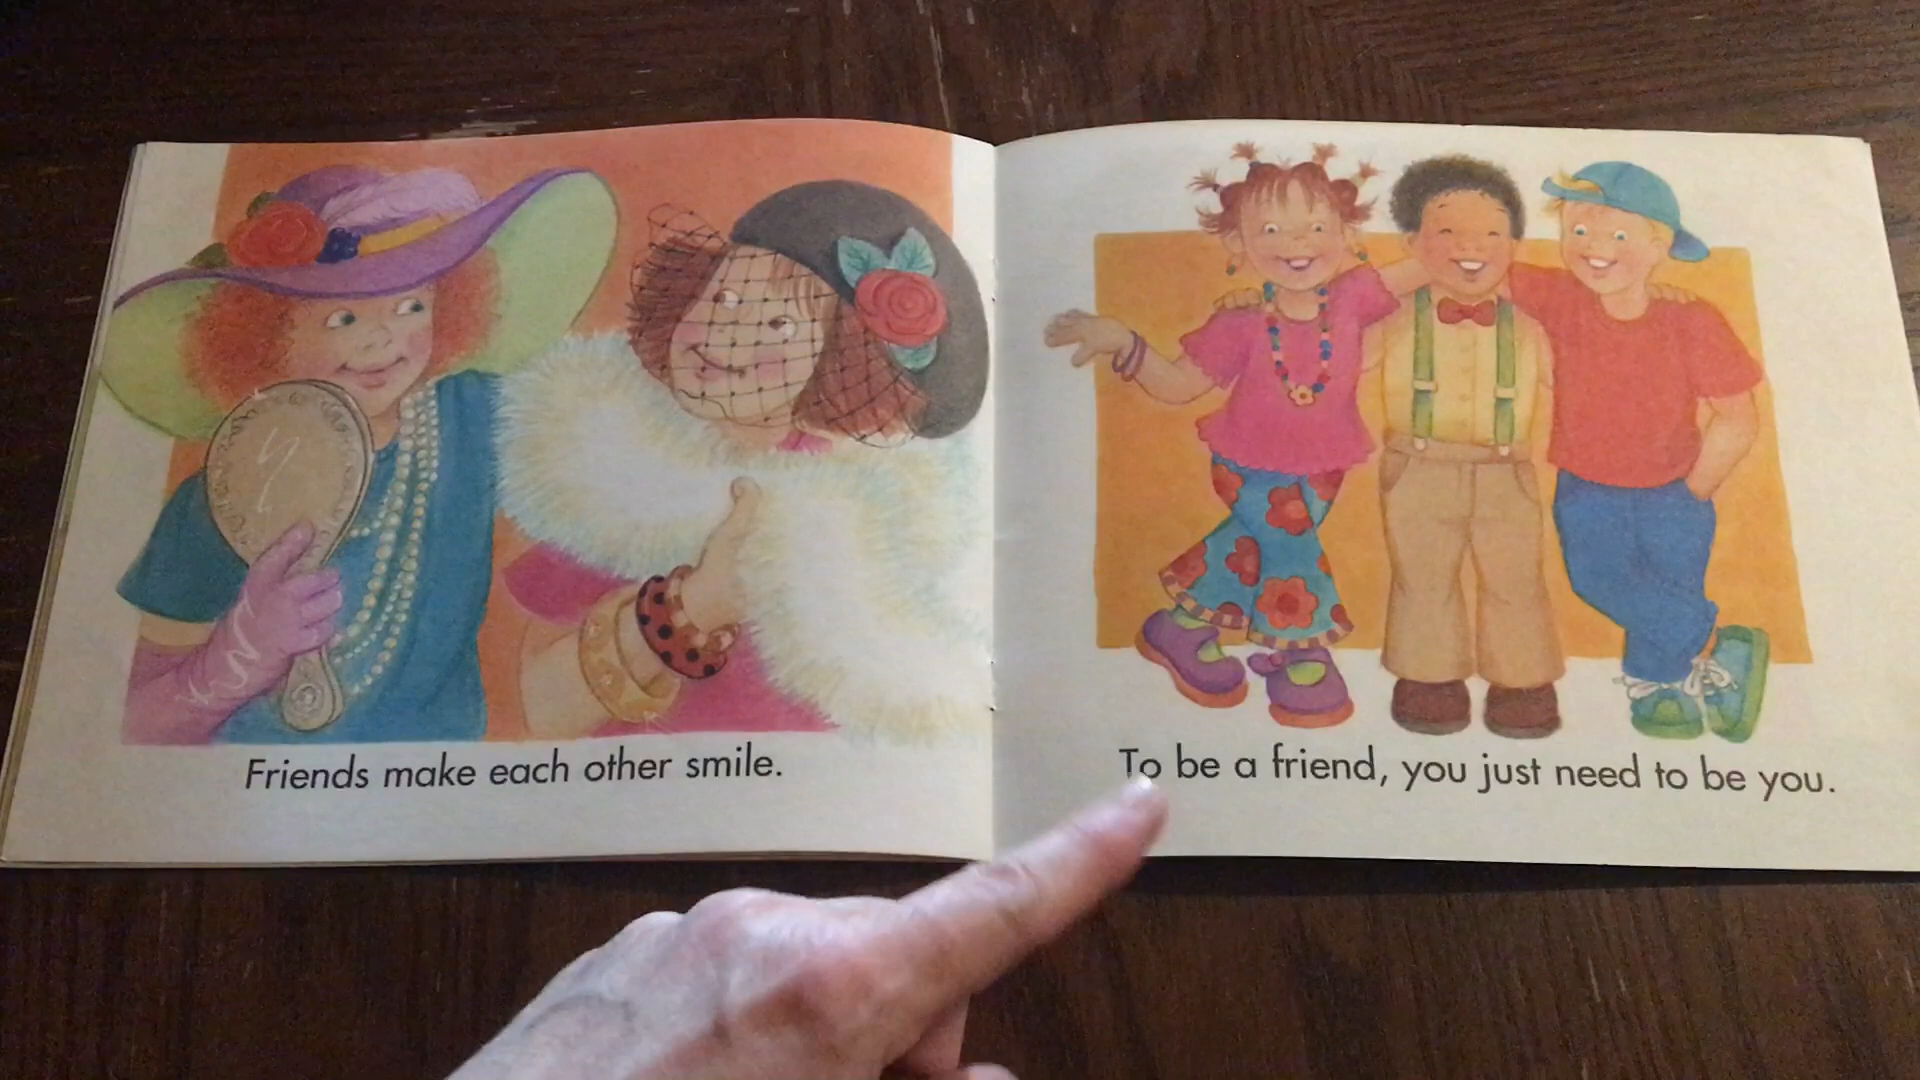 Friends make each other smile.
To be a friend, you just need to be you.